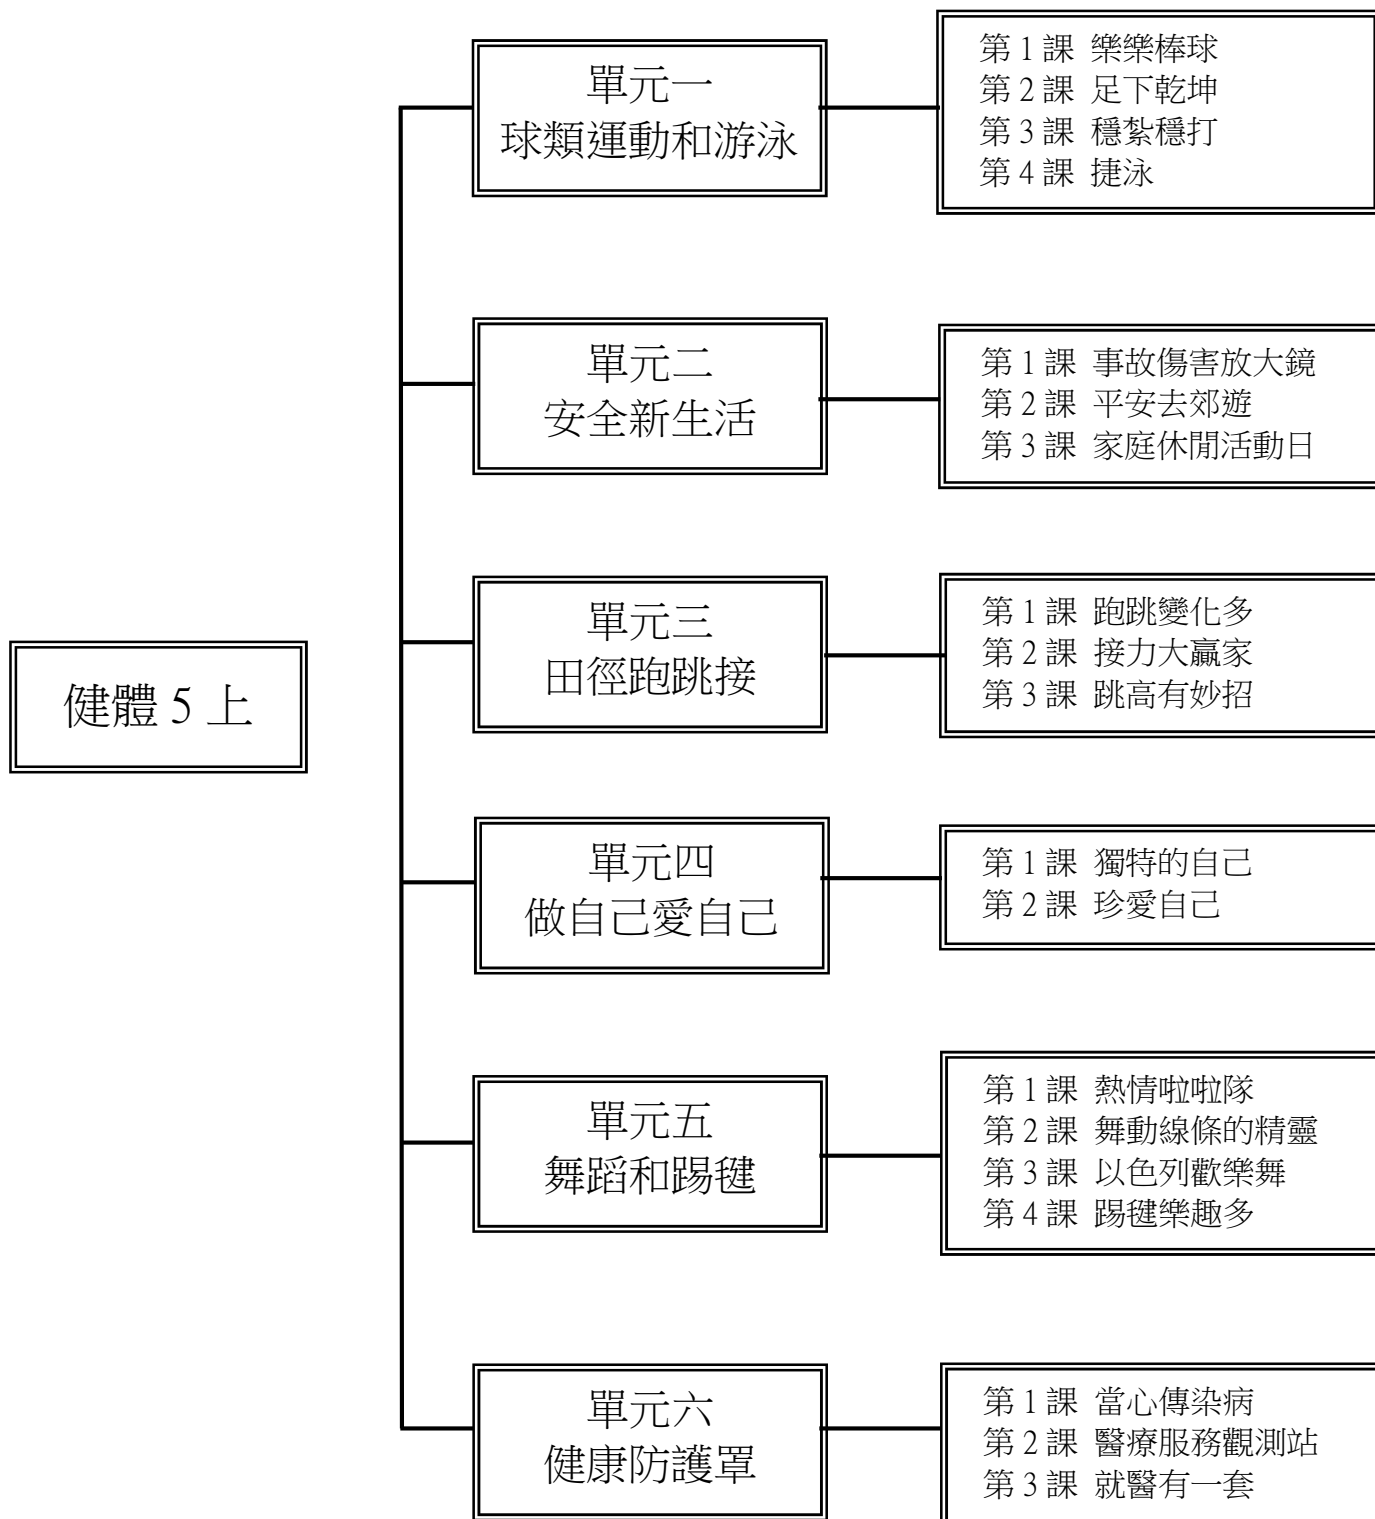 健體 5 上
單元一
球類運動和游泳
第 1 課 樂樂棒球
第 2 課 足下乾坤
第 3 課 穩紮穩打
第 4 課 捷泳
單元二
安全新生活
第 1 課 事故傷害放大鏡
第 2 課 平安去郊遊
第 3 課 家庭休閒活動日
單元三
田徑跑跳接
第 1 課 跑跳變化多
第 2 課 接力大贏家
第 3 課 跳高有妙招
單元四
做自己愛自己
第 1 課 獨特的自己
第 2 課 珍愛自己
單元五
舞蹈和踢毽
第 1 課 熱情啦啦隊
第 2 課 舞動線條的精靈
第 3 課 以色列歡樂舞
第 4 課 踢毽樂趣多
單元六
健康防護罩
第 1 課 當心傳染病
第 2 課 醫療服務觀測站
第 3 課 就醫有一套